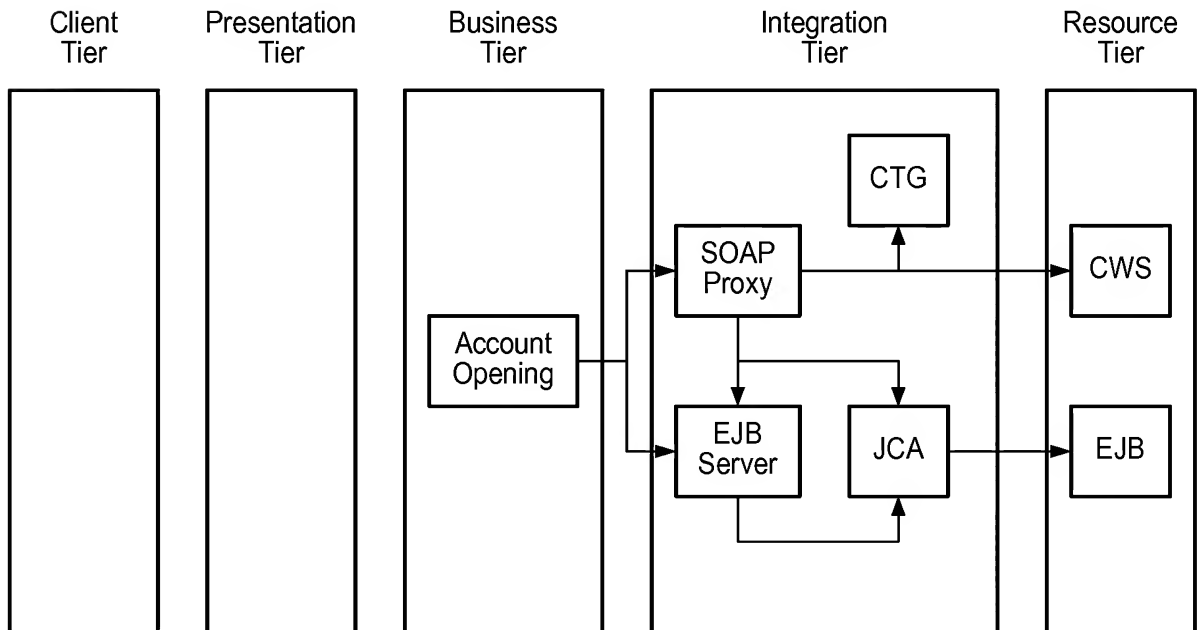 Client
Tier
Presentation
Tier
Business
Tier
Integration
Tier
Resource
Tier
CTG
SOAP
Proxy
CWS
Account
Opening
EJB
Server
JCA
EJB